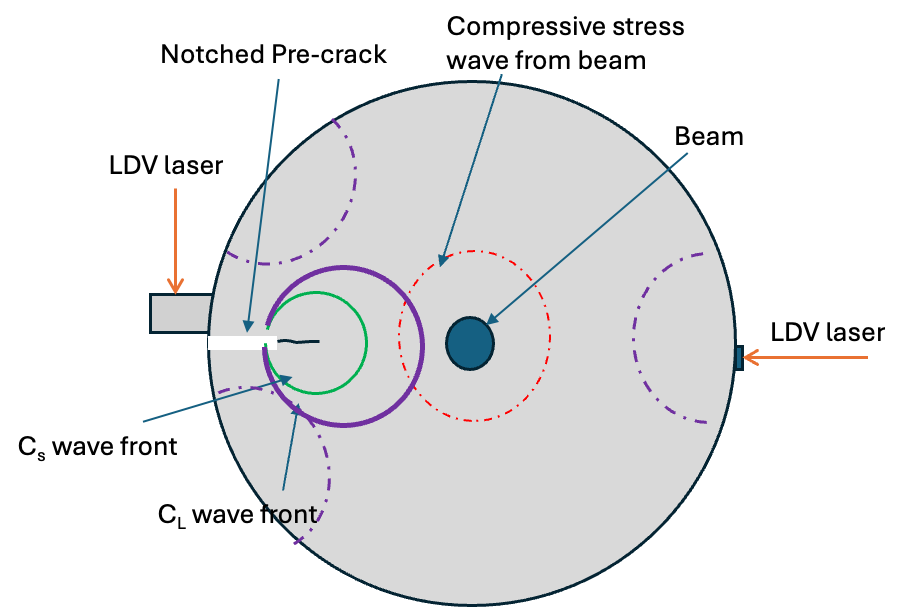 Compressive stress
wave from beam
Notched Pre-crack
Beam
LDV laser
LDV laser
Cs wave front
CL wave front